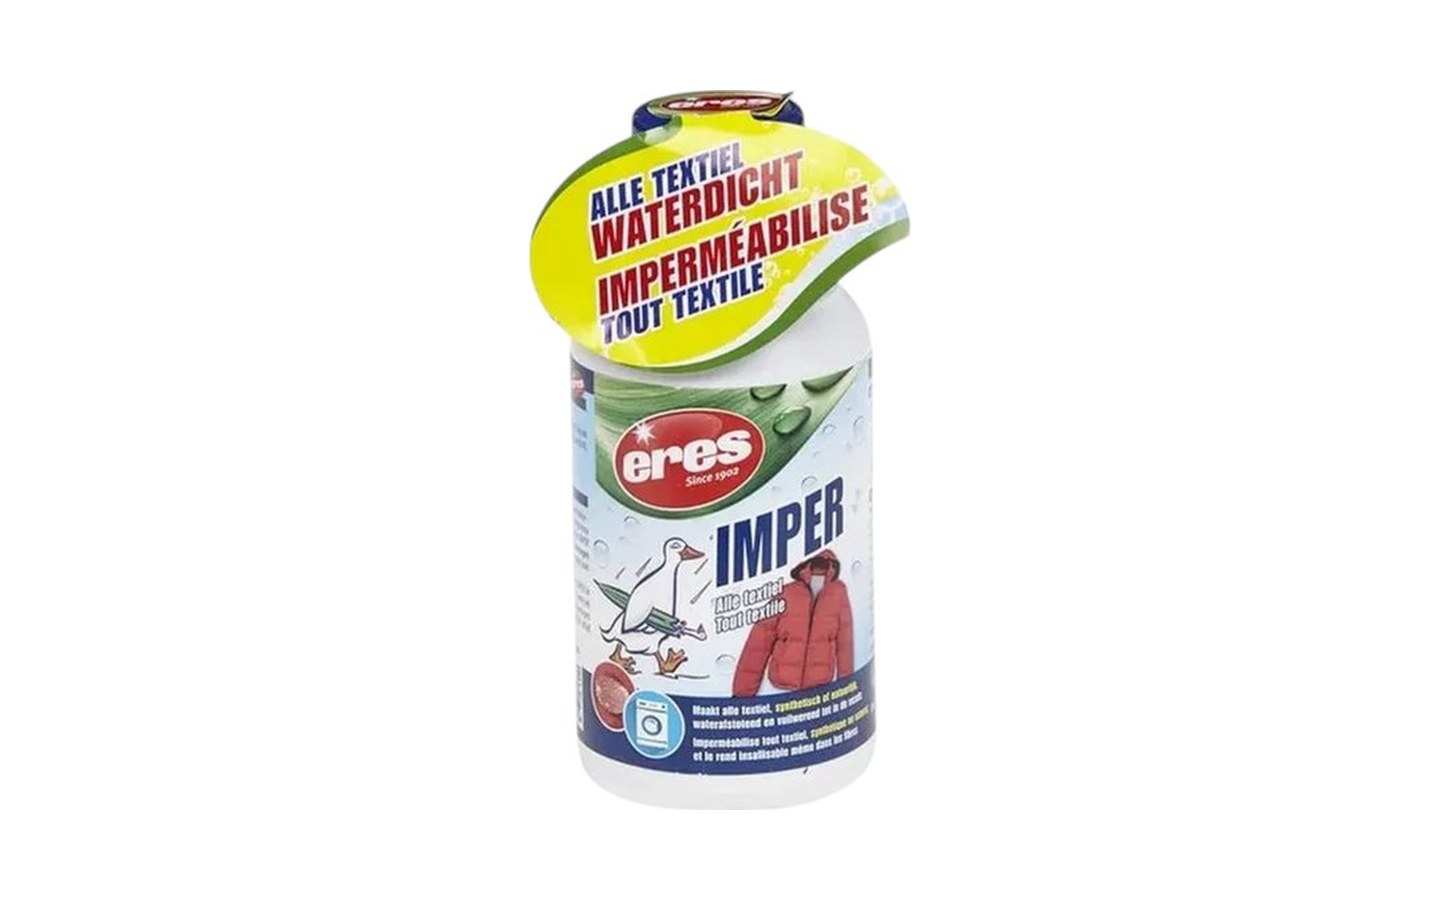 eres
ALLE TEXTIEL
WATERDICHT
IMPERMÉABILISE
TOUT TEXTILE
eres
eres
Since 1902
IMPER
Alle textiel
Tout textile
Maakt alle textiel, synthetisch of natuurlijk,
waterafstotend en vuilwerend tot in de vezels.
Imperméabilise tout textiel, synthétique ou
et le rend insalissable même dans les fibres